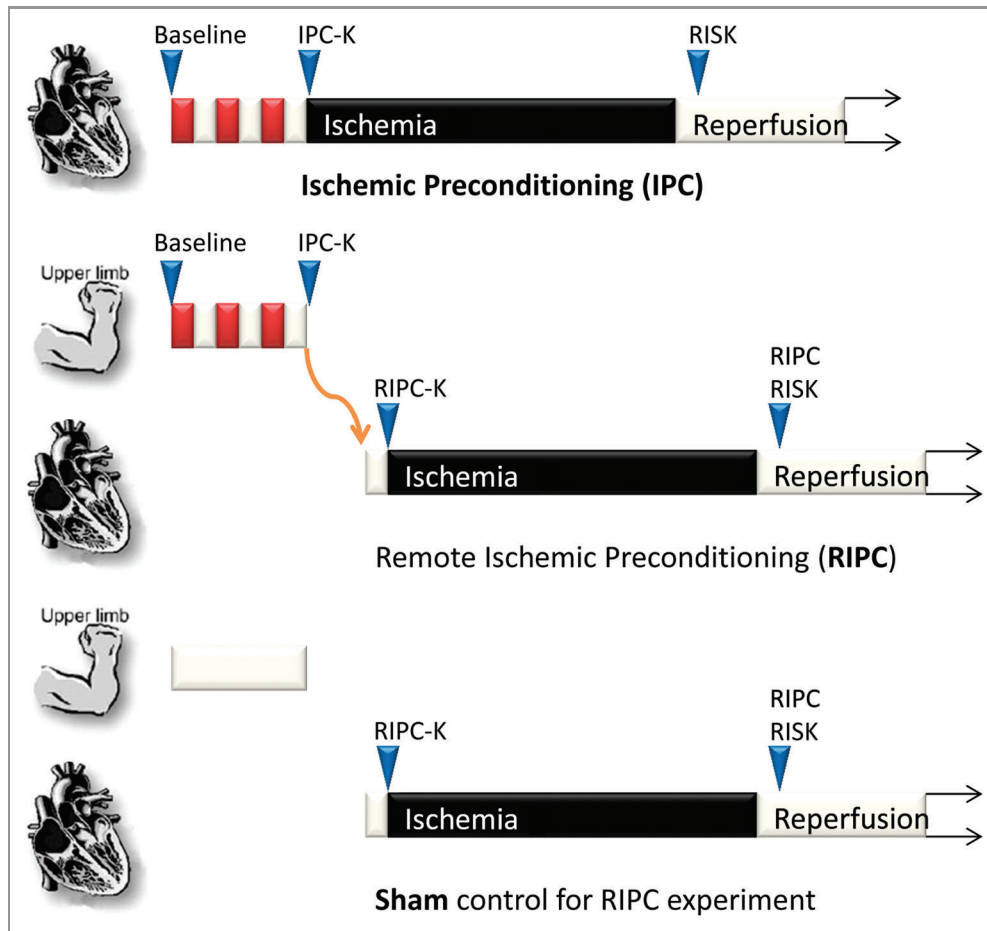 Baseline IPC-K RISK
Ischemia Reperfusion
Ischemic Preconditioning (IPC)
Baseline IPC-K
Upper limb
RIPC
RIPC-K RISK
Ischemia Reperfusion
Remote Ischemic Preconditioning (RIPC)
Upper limb
RIPC
RIPC-K RISK
Ischemia Reperfusion
Sham control for RIPC experiment